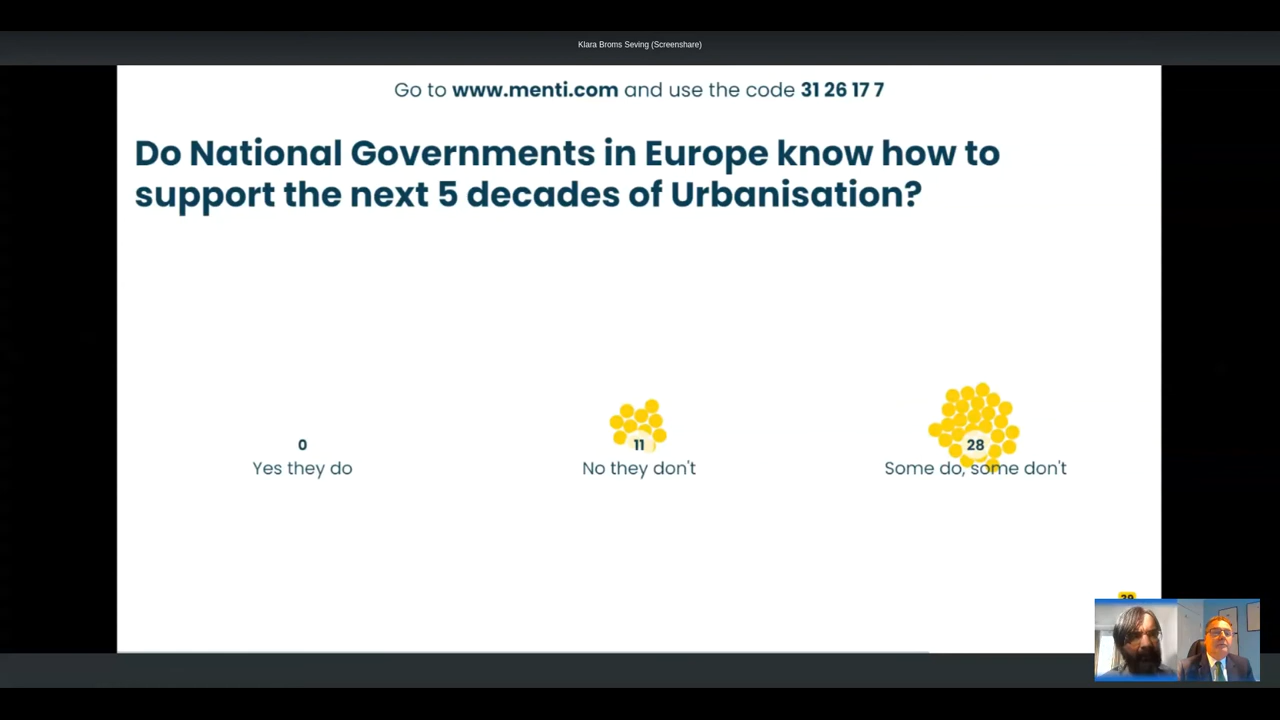 Klara Broms Seving (Screenshare)
Go to www.menti.com and use the code 31 26 17 7
Do National Governments in Europe know how to
support the next 5 decades of Urbanisation?
0
Yes they do
11
No they don't
28
Some do, some don't